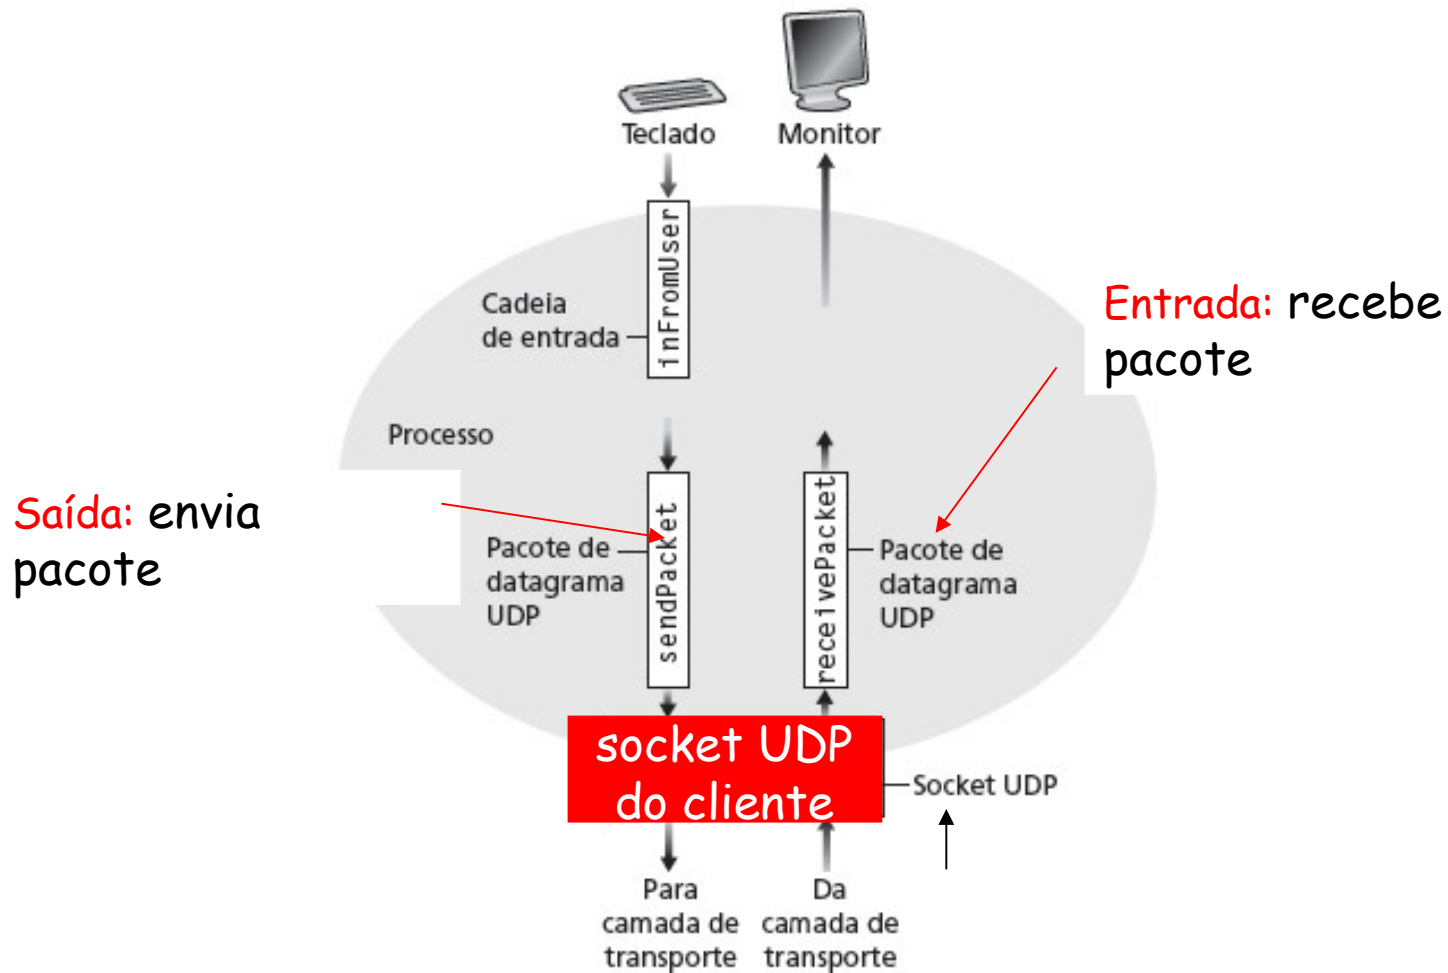 Teclado
Monitor
inFromUser
Cadeia
de entrada
Entrada: recebe
pacote
Processo
Saída: envia
pacote
sendPacket
Pacote de
datagrama
UDP
receivePacket
Pacote de
datagrama
UDP
socket UDP
do cliente
Socket UDP
Para
camada de
transporte
Da
camada de
transporte